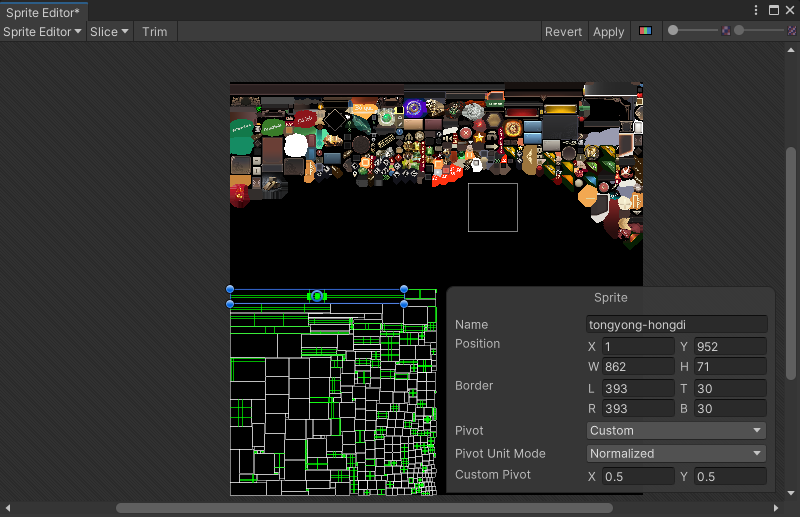 Sprite Editor*
Sprite Editor Slice Trim Revert Apply
Sprite
Name tongyong-hongdi
Position X 1 Y 952
W 862 H 71
Border L 393 T 30
R 393 B 30
Pivot Custom
Pivot Unit Mode Normalized
Custom Pivot X 0.5 Y 0.5